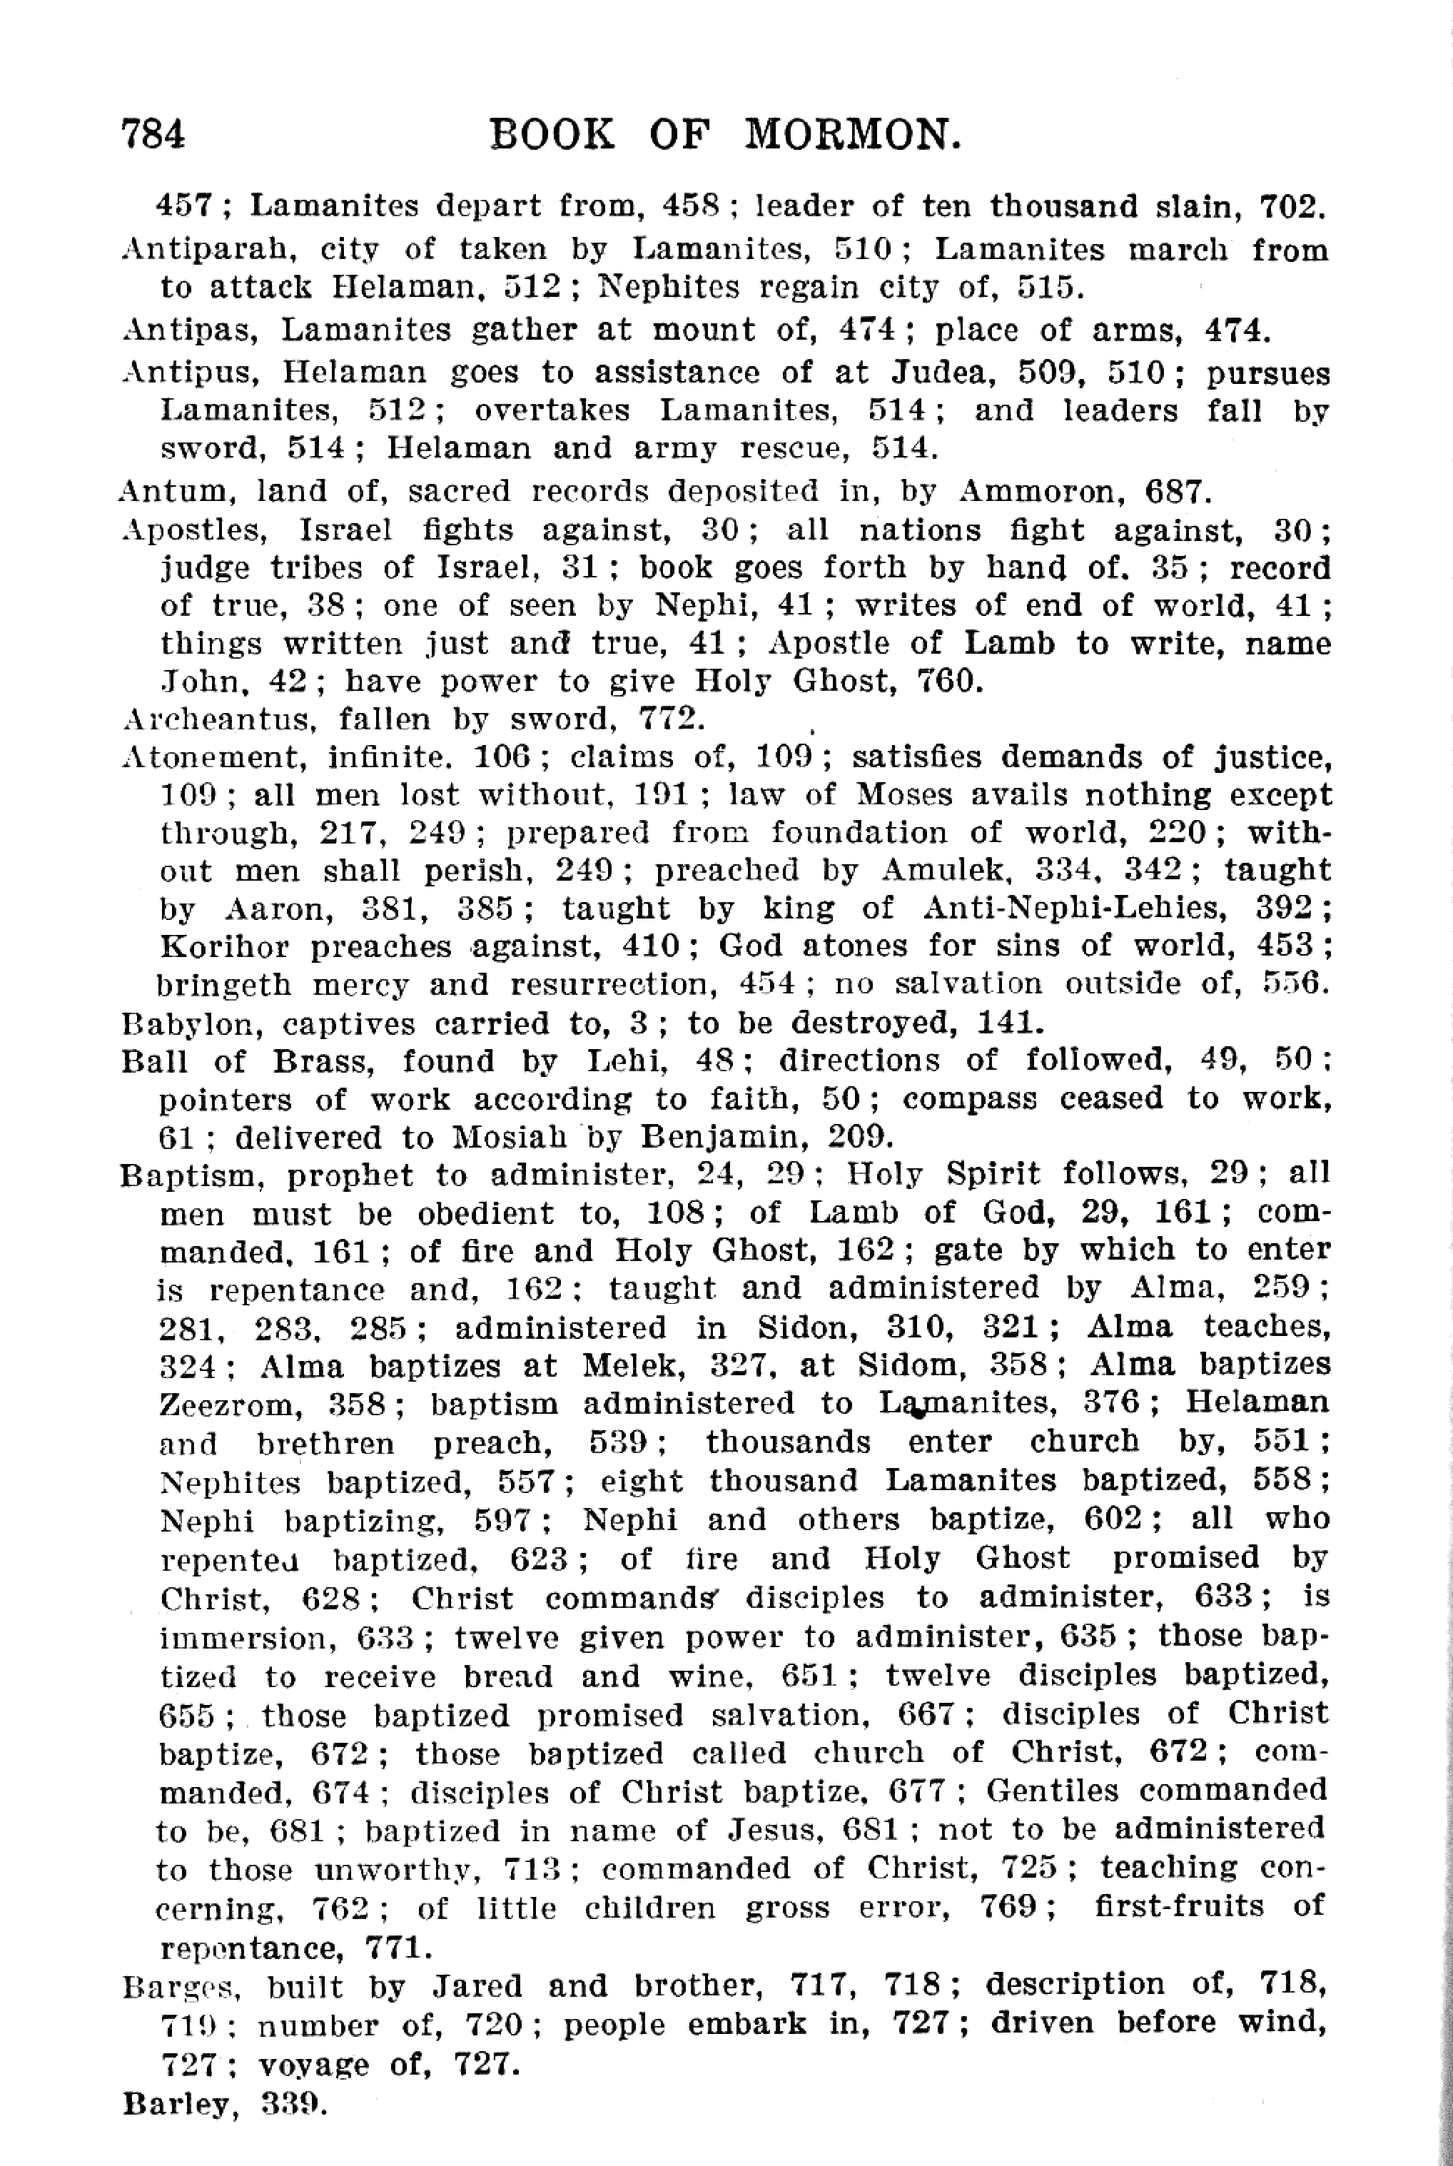 784 BOOK OF MORMON.
457; Lamanites depart from, 458; leader of ten thousand slain, 702.
Antiparah, city of taken by Lamanites, 510; Lamanites march from
to attack Helaman, 512; Nephites regain city of, 515.
Antipas, Lamanites gather at mount of, 474; place of arms, 474.
Antipus, Helaman goes to assistance of at Judea, 509, 510; pursues
Lamanites, 512; overtakes Lamanites, 514; and leaders fall by
sword, 514; Helaman and army rescue, 514.
Antum, land of, sacred records deposited in, by Ammoron, 687.
Apostles, Israel fights against, 30; all nations fight against, 30;
judge tribes of Israel, 31; book goes forth by hand of. 35; record
of true, 38; one of seen by Nephi, 41; writes of end of world, 41;
things written just and true, 41; Apostle of Lamb to write, name
John, 42; have power to give Holy Ghost, 760.
Archeantus, fallen by sword, 772.
Atonement, infinite. 106; claims of, 109; satisfies demands of justice,
109; all men lost without, 191; law of Moses avails nothing except
through, 217, 249; prepared from foundation of world, 220; with-
out men shall perish, 249; preached by Amulek, 334, 342; taught
by Aaron, 381, 385; taught by king of Anti-Nephi-Lehies, 392;
Korihor preaches against, 410; God atones for sins of world, 453;
bringeth mercy and resurrection, 454; no salvation outside of, 556.
Babylon, captives carried to, 3; to be destroyed, 141.
Ball of Brass, found by Lehi, 48; directions of followed, 49, 50;
pointers of work according to faith, 50; compass ceased to work,
61; delivered to Mosiah by Benjamin, 209.
Baptism, prophet to administer, 24, 29; Holy Spirit follows, 29; all
men must be obedient to, 108; of Lamb of God, 29, 161; com-
manded, 161; of fire and Holy Ghost, 162; gate by which to enter
is repentance and, 162; taught and administered by Alma, 259;
281, 283, 285; administered in Sidon, 310, 321; Alma teaches,
324; Alma baptizes at Melek, 327, at Sidom, 358; Alma baptizes
Zeezrom, 358; baptism administered to Lamanites, 376; Helaman
and brethren preach, 539; thousands enter church by, 551;
Nephites baptized, 557; eight thousand Lamanites baptized, 558;
Nephi baptizing, 597; Nephi and others baptize, 602; all who
repented baptized, 623; of fire and Holy Ghost promised by
Christ, 628; Christ commands disciples to administer, 633; is
immersion, 633; twelve given power to administer, 635; those bap-
tized to receive bread and wine, 651; twelve disciples baptized,
655; those baptized promised salvation, 667; disciples of Christ
baptize, 672; those baptized called church of Christ, 672; com-
manded, 674; disciples of Christ baptize, 677; Gentiles commanded
to be, 681; baptized in name of Jesus, 681; not to be administered
to those unworthy, 713; commanded of Christ, 725; teaching con-
cerning, 762; of little children gross error, 769; first-fruits of
repentance, 771.
Barges, built by Jared and brother, 717, 718; description of, 718,
719; number of, 720; people embark in, 727; driven before wind,
727; voyage of, 727.
Barley, 339.